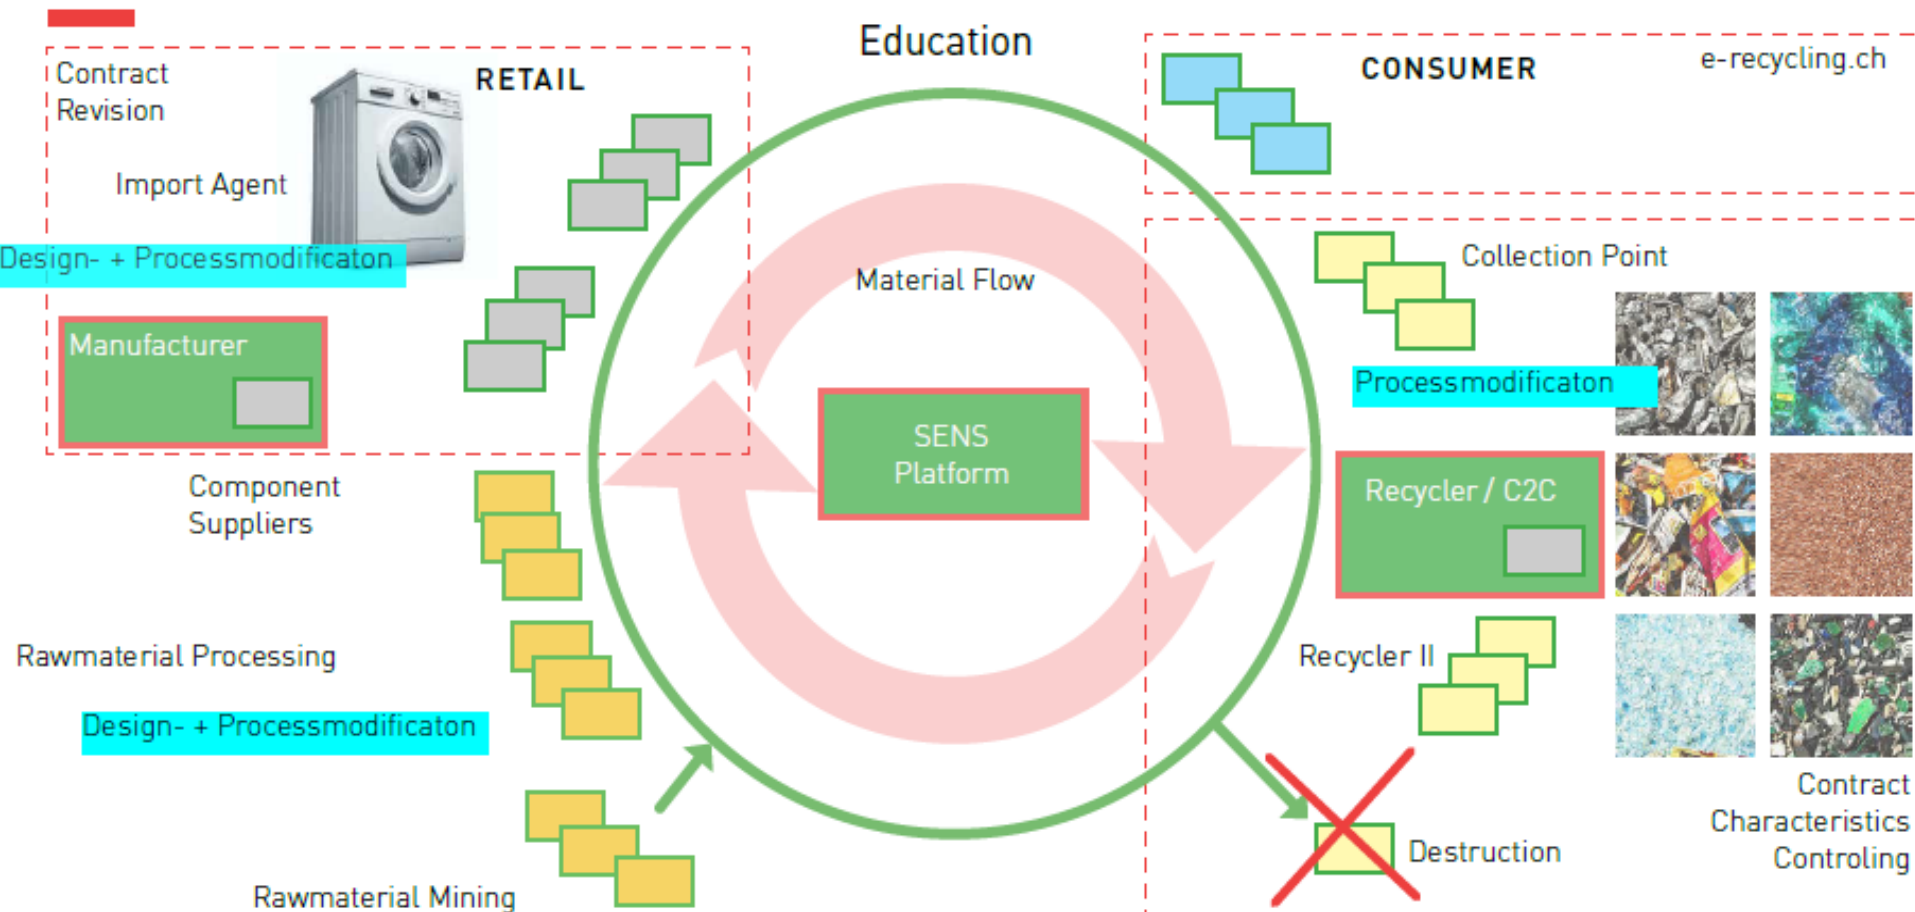 Education
Contract
Revision
RETAIL
Import Agent
Design- + Processmodificaton
Manufacturer
CONSUMER
e-recycling.ch
Material Flow
Collection Point
Processmodificaton
SENS
Platform
Recycler / C2C
Component
Suppliers
Rawmaterial Processing
Recycler II
Design- + Processmodificaton
Contract
Characteristics
Controling
Destruction
Rawmaterial Mining